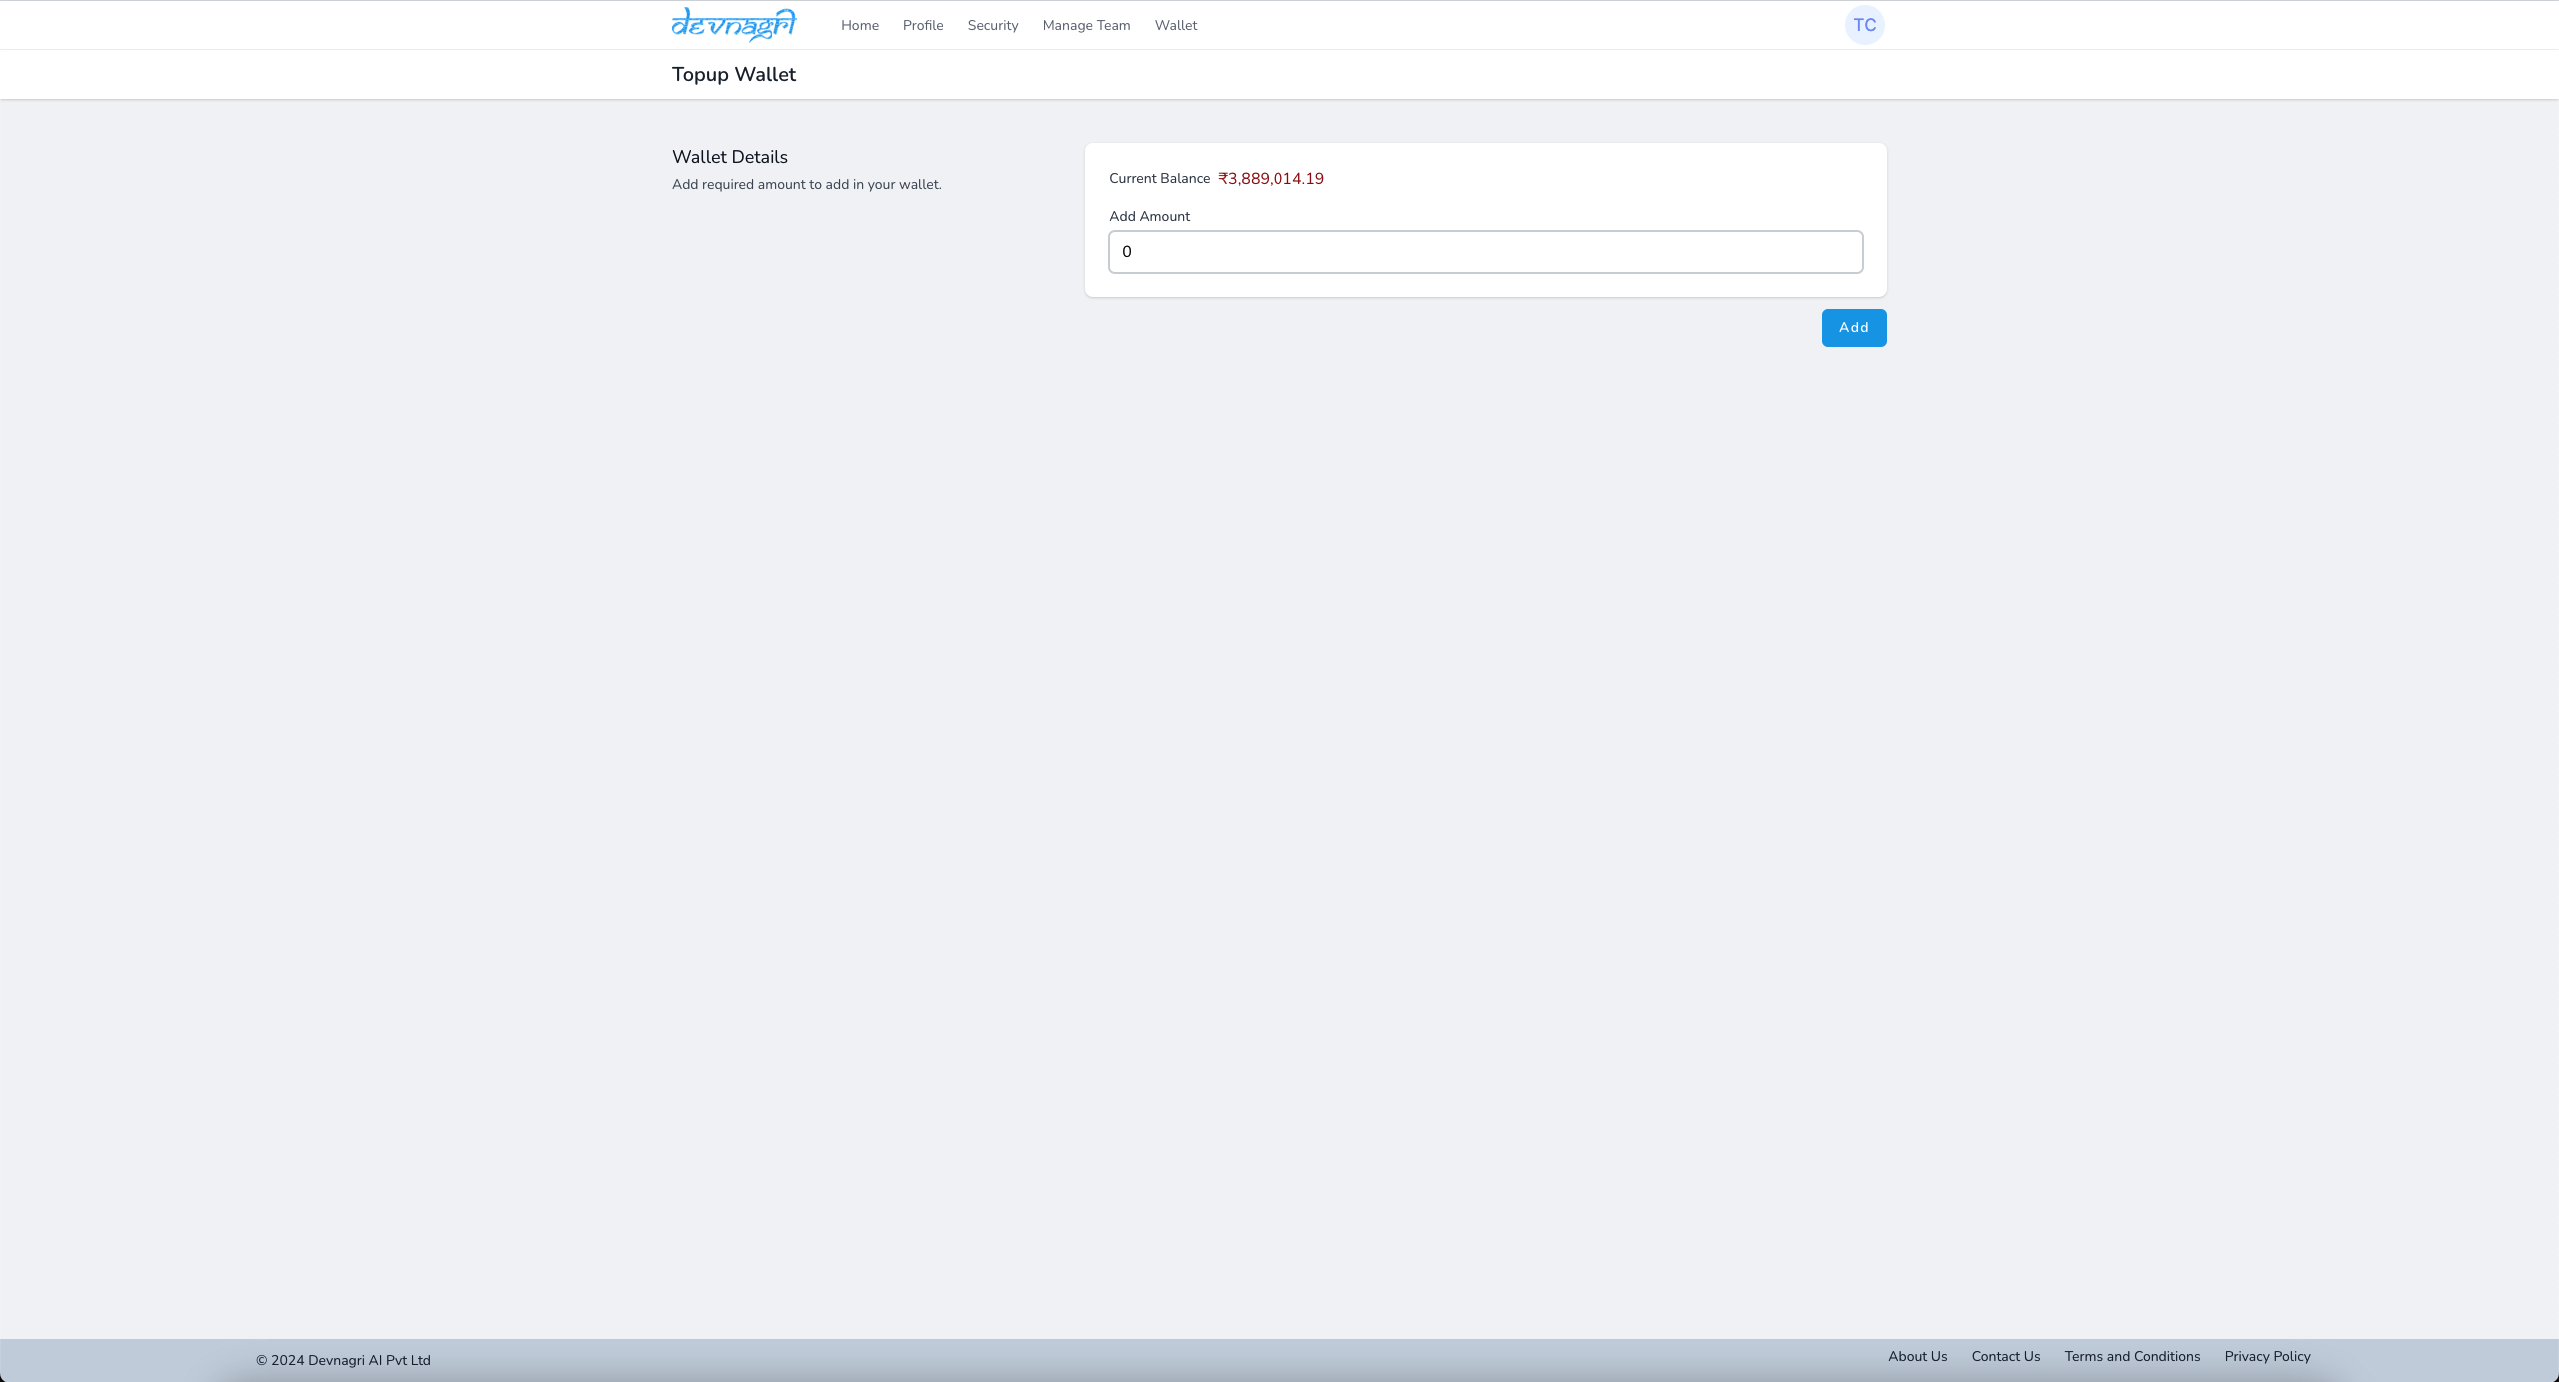 devnagri Home Profile Security Manage Team Wallet TC
Topup Wallet
Wallet Details
Add required amount to add in your wallet.
Current Balance ₹3,889,014.19
Add Amount
0
Add
© 2024 Devnagri AI Pvt Ltd
About Us Contact Us Terms and Conditions Privacy Policy